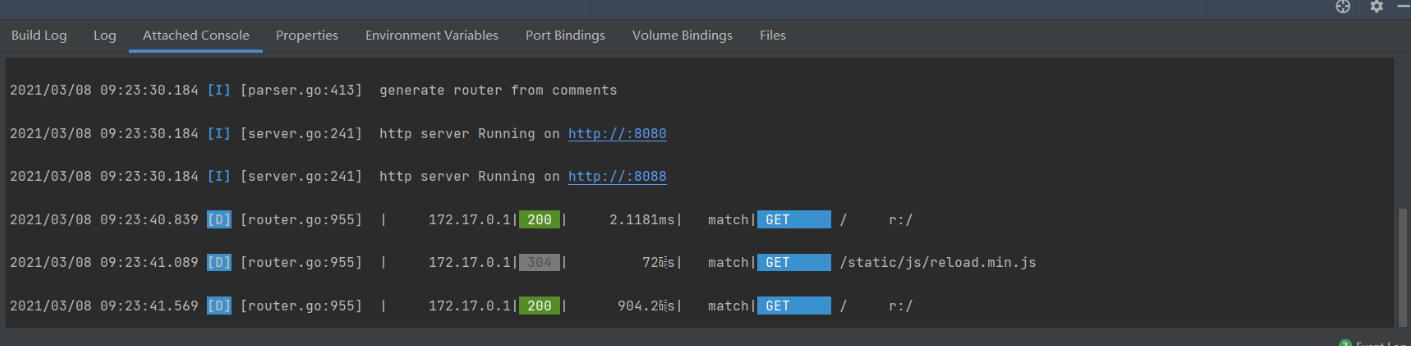 Build Log Log Attached Console Properties Environment Variables Port Bindings Volume Bindings Files
2021/03/08 09:23:30.184 [I] [parser.go:413] generate router from comments
2021/03/08 09:23:30.184 [I] [server.go:241] http server Running on http://:8080
2021/03/08 09:23:30.184 [I] [server.go:241] http server Running on http://:8088
2021/03/08 09:23:40.839 [D] [router.go:955] | 172.17.0.1| 200 | 2.1181ms| match| GET / r:/
2021/03/08 09:23:41.089 [D] [router.go:955] | 172.17.0.1| 304 | match| GET /static/js/reload.min.js
2021/03/08 09:23:41.569 [D] [router.go:955] | 172.17.0.1| 200 | match| GET / r:/